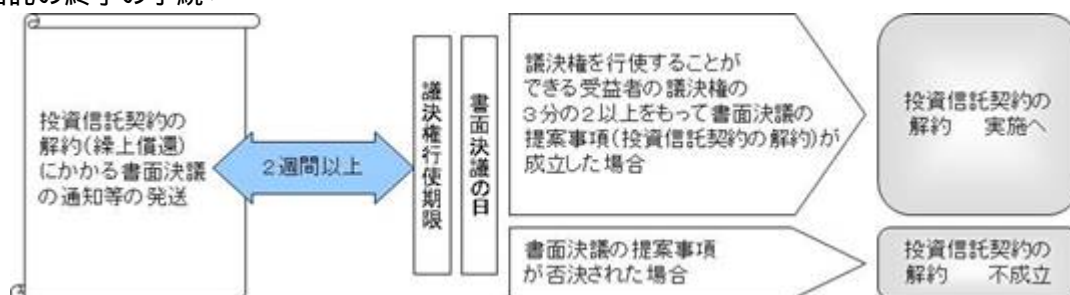 投資信託契約の
解約(繰上償還)
にかかる書面決議
の通知等の発送
2週間以上
議決権行使期限
書面決議の日
議決権を行使することが
できる受益者の議決権の
3分の2以上をもって書面決議の
提案事項(投資信託契約の解約)が
成立した場合
投資信託契約の
解約 実施へ
書面決議の提案事項
が否決された場合
投資信託契約の
解約 不成立